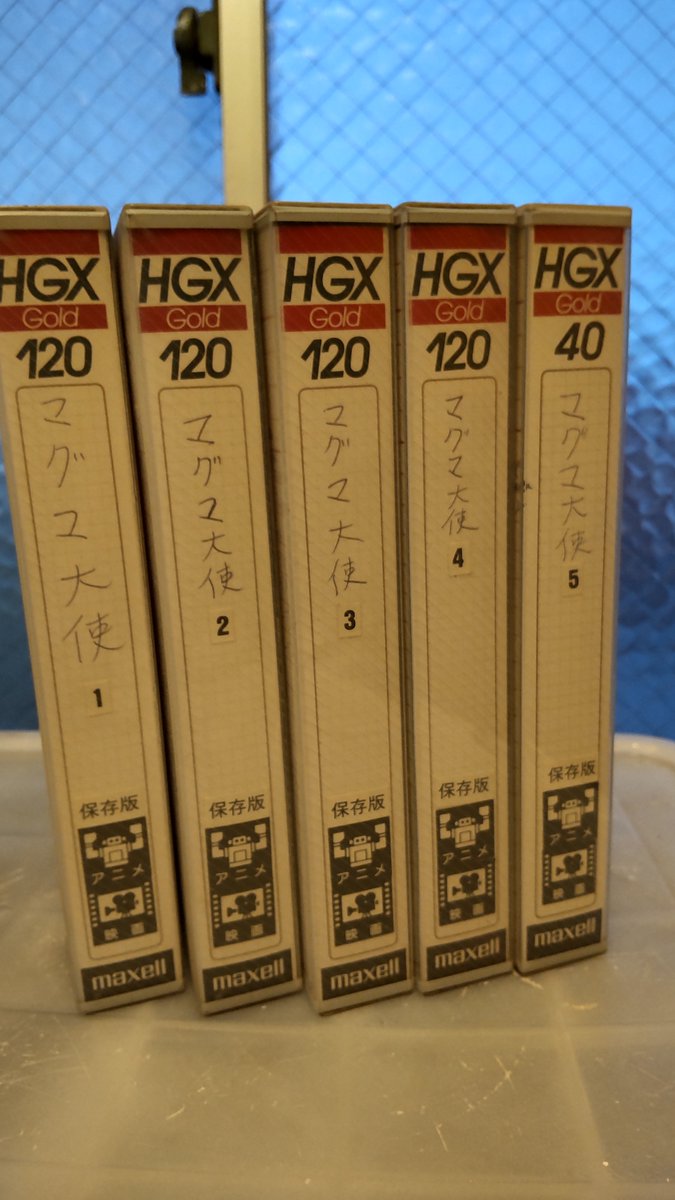 HGX
Gold
120
マグマ大使
1
保存版
アニメ
映画
maxell
HGX
Gold
120
マグマ大使
2
保存版
アニメ
映画
maxell
HGX
Gold
120
マグマ大使
3
保存版
アニメ
映画
maxell
HGX
Gold
120
マグマ大使
4
保存版
アニメ
映画
maxell
HGX
Gold
40
マグマ大使
5
保存版
アニメ
映画
maxell